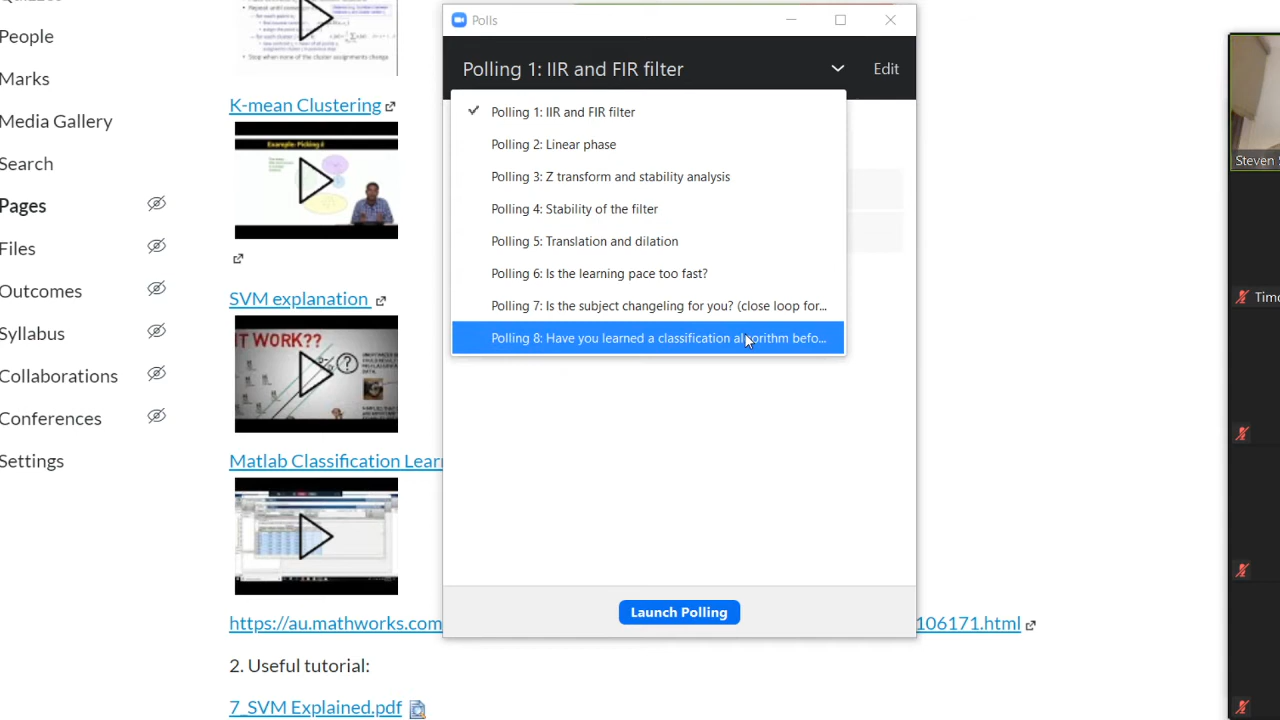 People
Marks
Media Gallery
Search
Pages
Files
Outcomes
Syllabus
Collaborations
Conferences
Settings
K-mean Clustering
Example: Picking
SVM explanation
IT WORK??
Matlab Classification Lear
https://au.mathworks.com
106171.html
2. Useful tutorial:
7_SVM Explained.pdf
Polls
Polling 1: IIR and FIR filter
Edit
Polling 1: IIR and FIR filter
Polling 2: Linear phase
Polling 3: Z transform and stability analysis
Polling 4: Stability of the filter
Polling 5: Translation and dilation
Polling 6: Is the learning pace too fast?
Polling 7: Is the subject changeling for you? (close loop for...
Polling 8: Have you learned a classification algorithm befo...
Launch Polling
Steven S
Timo